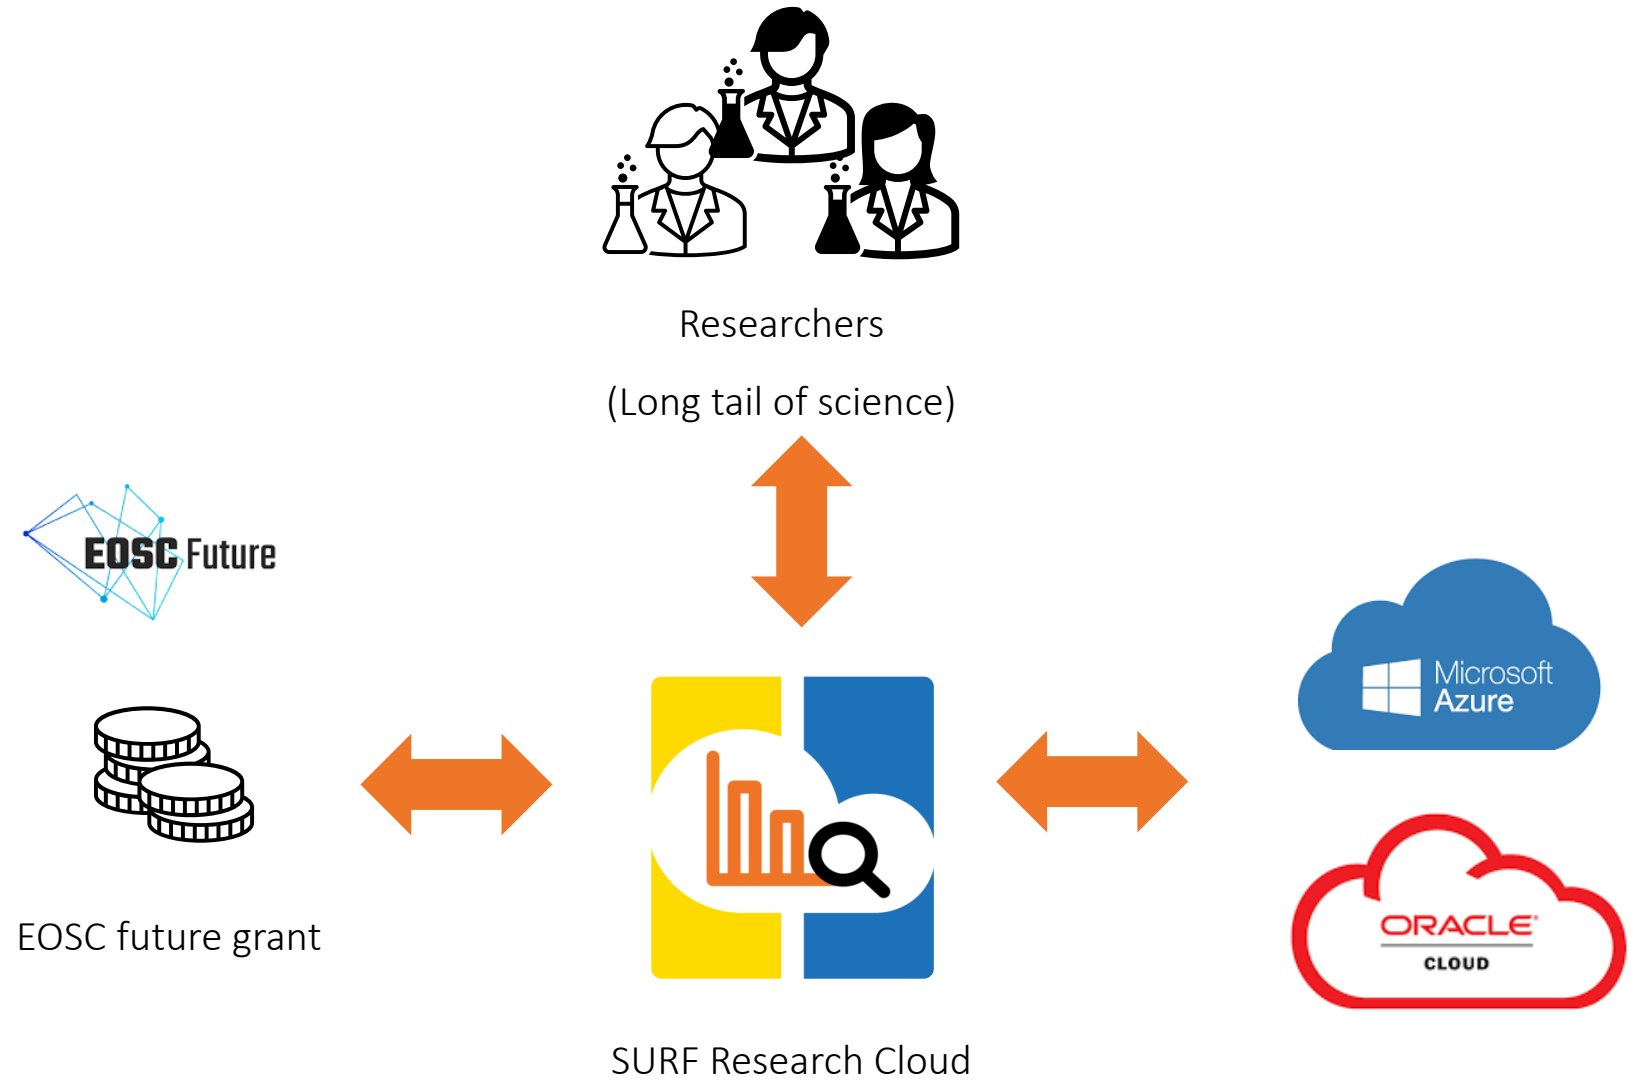 Researchers
(Long tail of science)
EOSC Future
Microsoft
Azure
ORACLE®
CLOUD
EOSC future grant
SURF Research Cloud